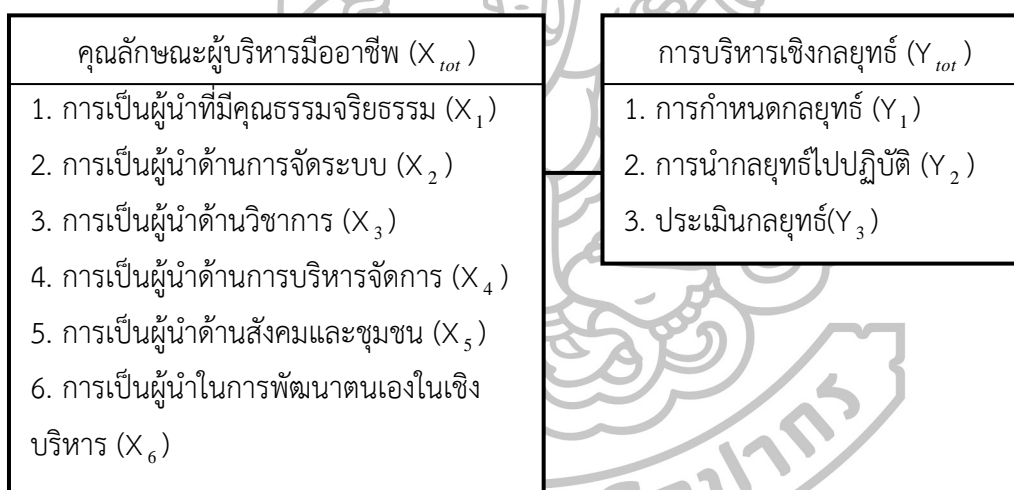 คุณลักษณะผู้บริหารมืออาชีพ (X tot)
1. การเป็นผู้นำที่มีคุณธรรมจริยธรรม (X1)
2. การเป็นผู้นำด้านการจัดระบบ (X2)
3. การเป็นผู้นำด้านวิชาการ (X3)
4. การเป็นผู้นำด้านการบริหารจัดการ (X4)
5. การเป็นผู้นำด้านสังคมและชุมชน (X5)
6. การเป็นผู้นำในการพัฒนาตนเองในเชิง
บริหาร (X6)
การบริหารเชิงกลยุทธ์ (Y tot)
1. การกำหนดกลยุทธ์ (Y1)
2. การนำกลยุทธ์ไปปฏิบัติ (Y2)
3. ประเมินกลยุทธ์(Y3)